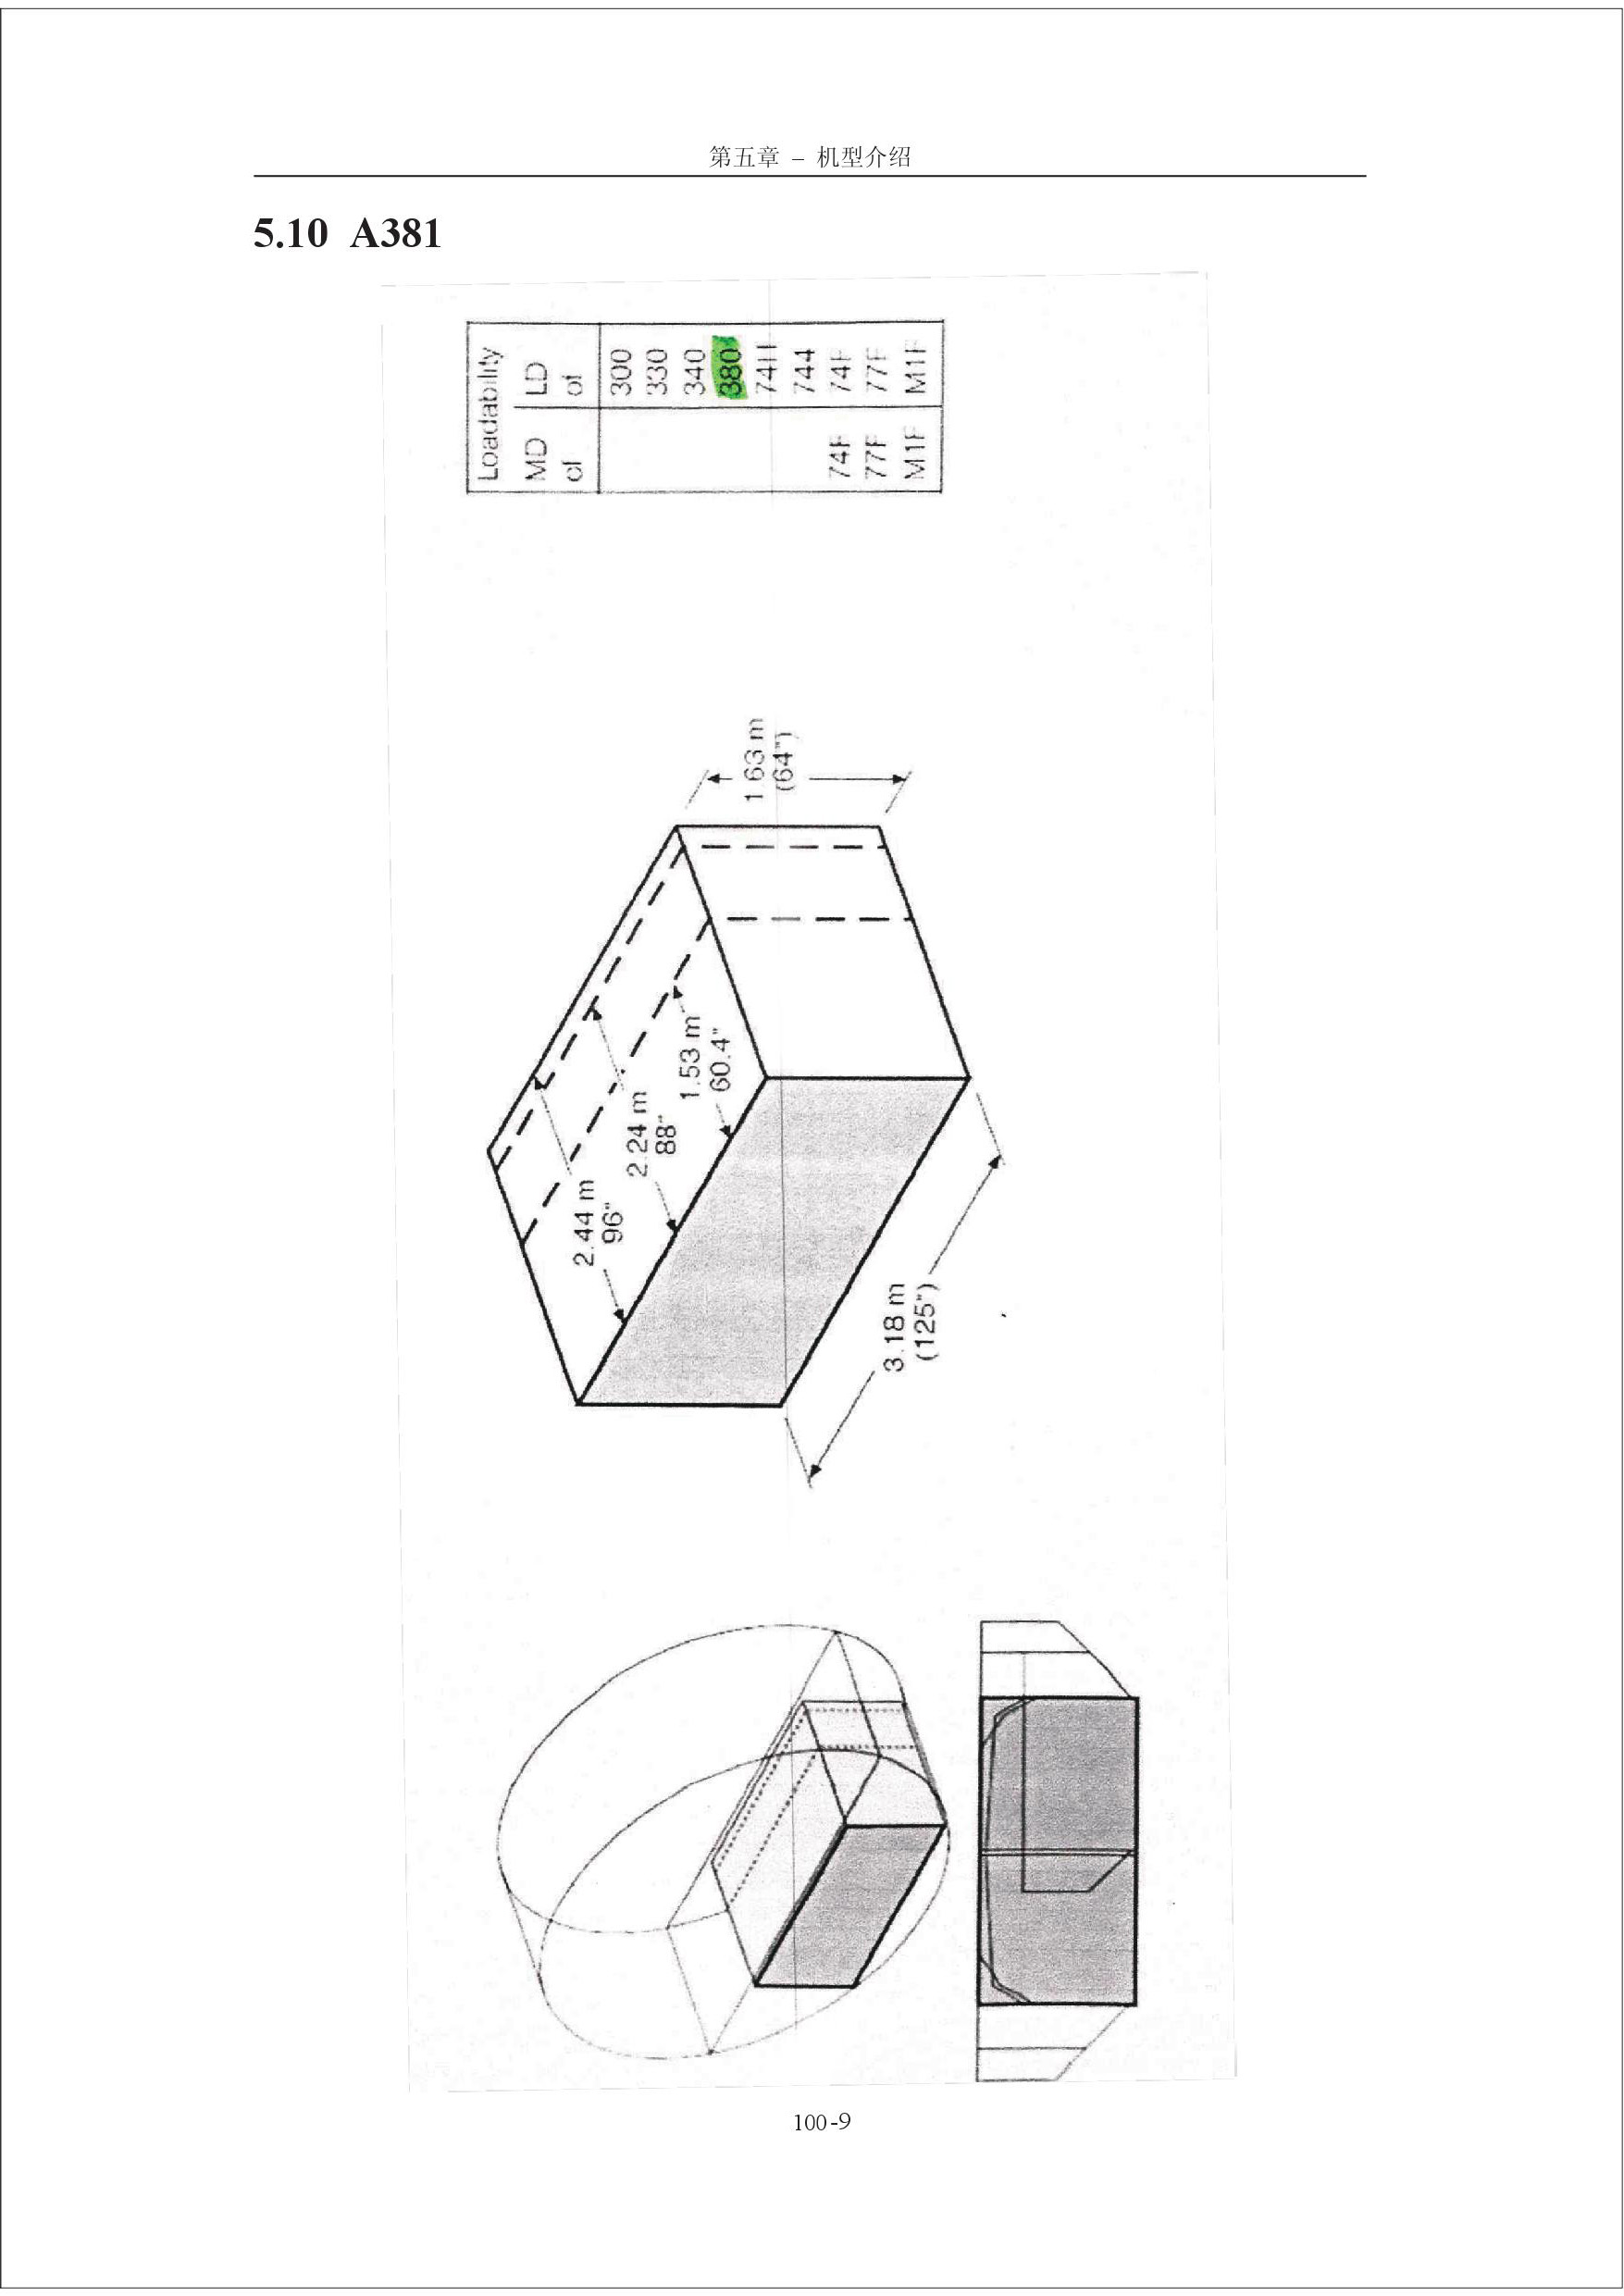 第五章 – 机型介绍
5.10 A381
Loadability
MD LD
of of
300
330
340
380
74H
744
74F 74F
77F 77F
M1F M1F
1.63 m
(64")
2.44 m
96"
2.24 m
88"
1.53 m
60.4"
3.18 m
(125")
100-9